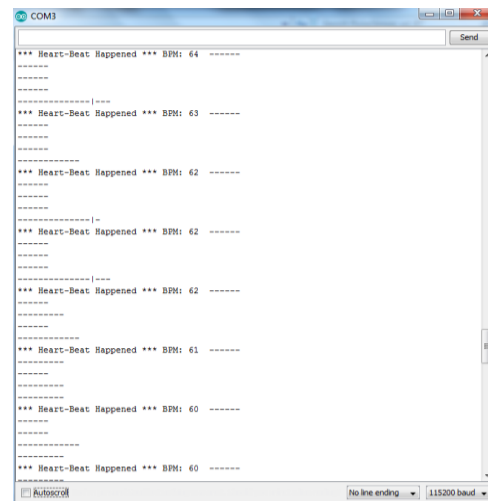 COM3
Send
*** Heart-Beat Happened *** BPM: 64  ------
------
------
------
--------------|---
*** Heart-Beat Happened *** BPM: 63  ------
------
------
------
------------
*** Heart-Beat Happened *** BPM: 62  ------
------
------
------
--------------|-
*** Heart-Beat Happened *** BPM: 62  ------
------
------
------
--------------|---
*** Heart-Beat Happened *** BPM: 62  ------
------
---------
------
------------
*** Heart-Beat Happened *** BPM: 61  ------
---------
------
---------
---------
*** Heart-Beat Happened *** BPM: 60  ------
------
------
------------
---------
*** Heart-Beat Happened *** BPM: 60  ------
---------
Autoscroll
No line ending
115200 baud